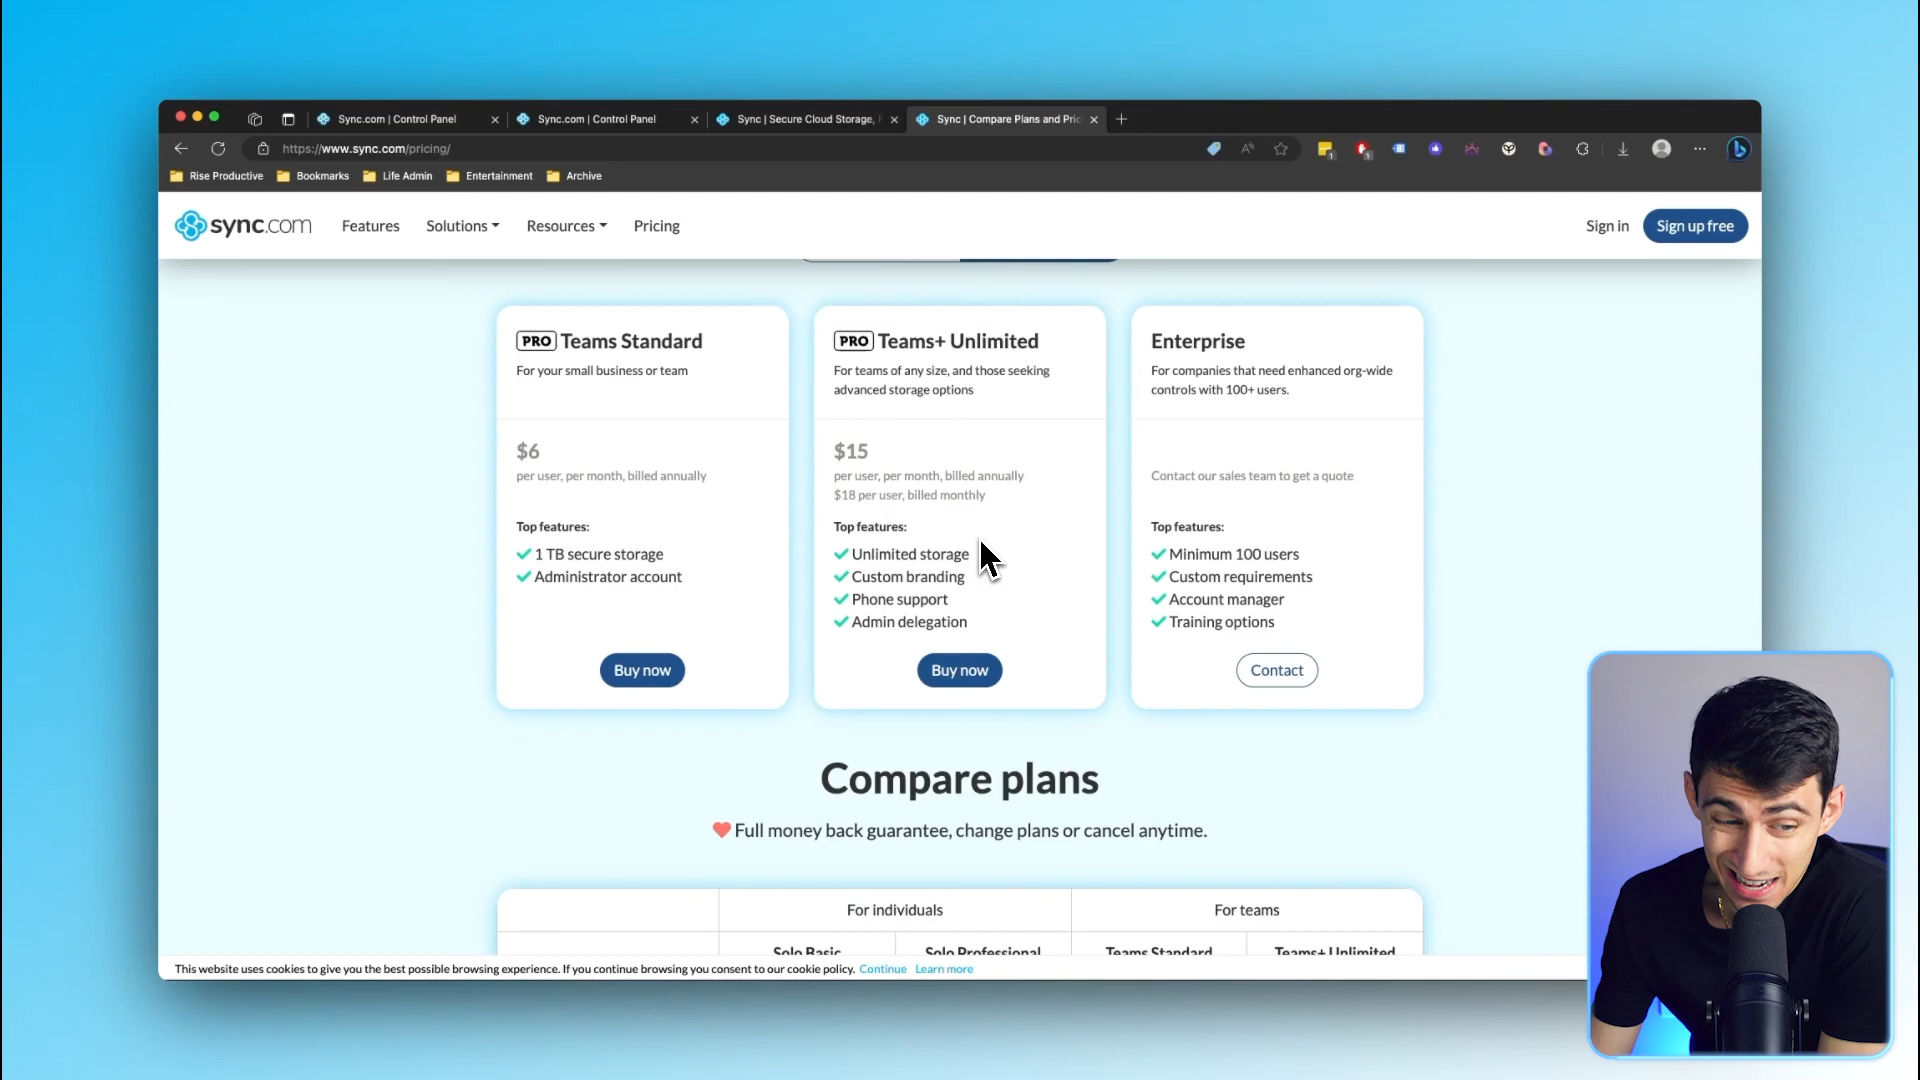 Sync.com | Control Panel
Sync.com | Control Panel
Sync | Secure Cloud Storage,
Sync | Compare Plans and Pric
https://www.sync.com/pricing/
1
1
Rise Productive
Bookmarks
Life Admin
Entertainment
Archive
sync.com
Features
Solutions
Resources
Pricing
Sign in
Sign up free
PRO Teams Standard
For your small business or team
$6
per user, per month, billed annually
Top features:
1 TB secure storage
Administrator account
Buy now
PRO Teams+ Unlimited
For teams of any size, and those seeking
advanced storage options
$15
per user, per month, billed annually
$18 per user, billed monthly
Top features:
Unlimited storage
Custom branding
Phone support
Admin delegation
Buy now
Enterprise
For companies that need enhanced org-wide
controls with 100+ users.
Contact our sales team to get a quote
Top features:
Minimum 100 users
Custom requirements
Account manager
Training options
Contact
Compare plans
Full money back guarantee, change plans or cancel anytime.
For individuals
For teams
Solo Basic
Solo Professional
Teams Standard
Teams+ Unlimited
This website uses cookies to give you the best possible browsing experience. If you continue browsing you consent to our cookie policy. Continue Learn more